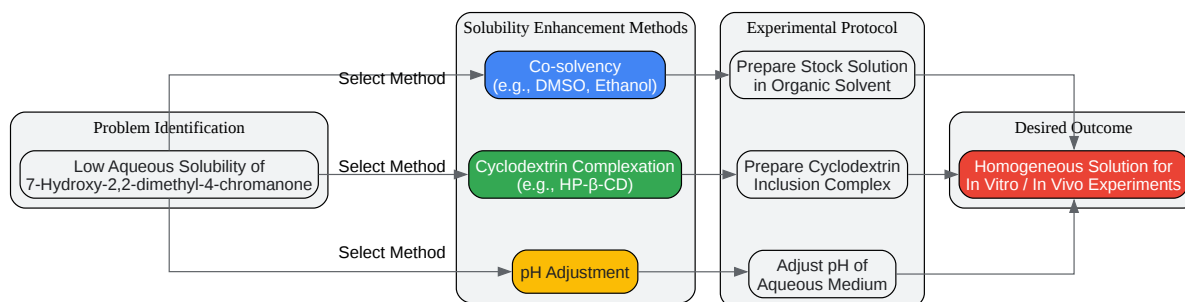 Solubility Enhancement Methods
Experimental Protocol
Select Method
Co-solvency
(e.g., DMSO, Ethanol)
Prepare Stock Solution
in Organic Solvent
Problem Identification
Low Aqueous Solubility of
7-Hydroxy-2,2-dimethyl-4-chromanone
Select Method
Cyclodextrin Complexation
(e.g., HP-β-CD)
Prepare Cyclodextrin
Inclusion Complex
Desired Outcome
Homogeneous Solution for
In Vitro / In Vivo Experiments
Select Method
pH Adjustment
Adjust pH of
Aqueous Medium